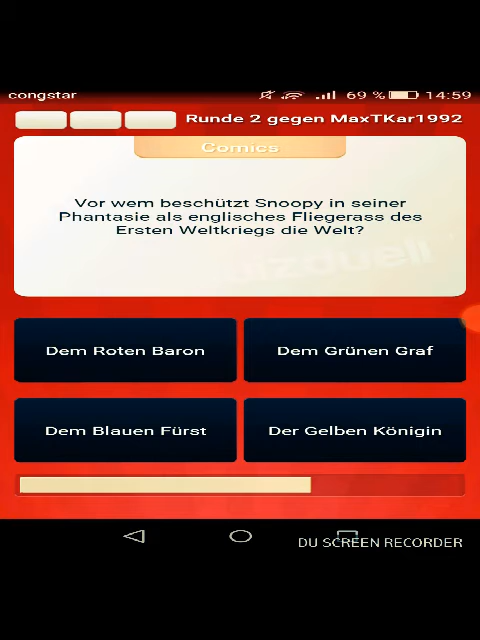 congstar 69 % 14:59
Runde 2 gegen MaxTKar1992
Comics
Vor wem beschützt Snoopy in seiner
Phantasie als englisches Fliegerass des
Ersten Weltkriegs die Welt?
uizduell
Dem Roten Baron
Dem Grünen Graf
Dem Blauen Fürst
Der Gelben Königin
DU SCREEN RECORDER